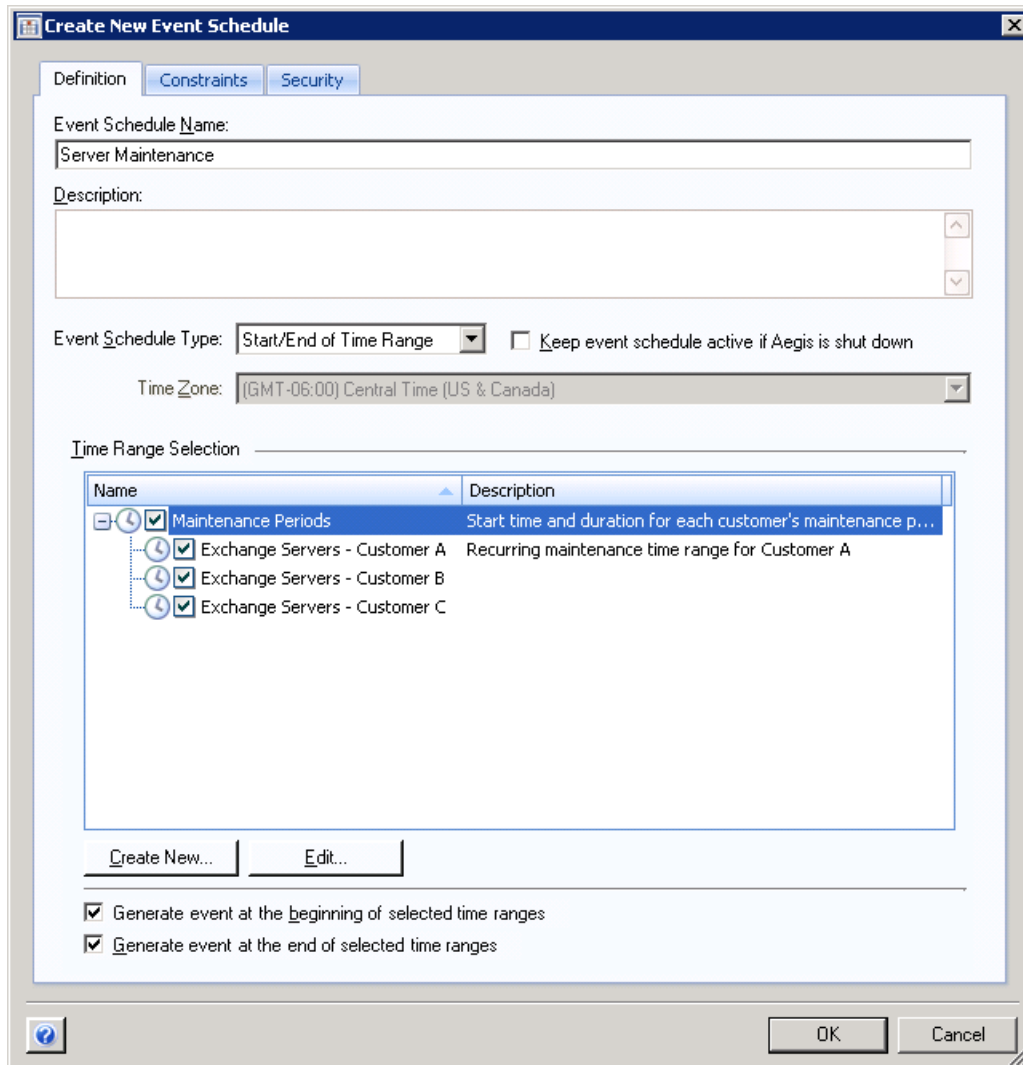 Create New Event Schedule
Definition Constraints Security
Event Schedule Name:
Server Maintenance
Description:
Event Schedule Type: Start/End of Time Range Keep event schedule active if Aegis is shut down
Time Zone: (GMT-06:00) Central Time (US & Canada)
Time Range Selection
Name Description
Maintenance Periods Start time and duration for each customer's maintenance p...
Exchange Servers - Customer A Recurring maintenance time range for Customer A
Exchange Servers - Customer B
Exchange Servers - Customer C
Create New... Edit...
Generate event at the beginning of selected time ranges
Generate event at the end of selected time ranges
? OK Cancel